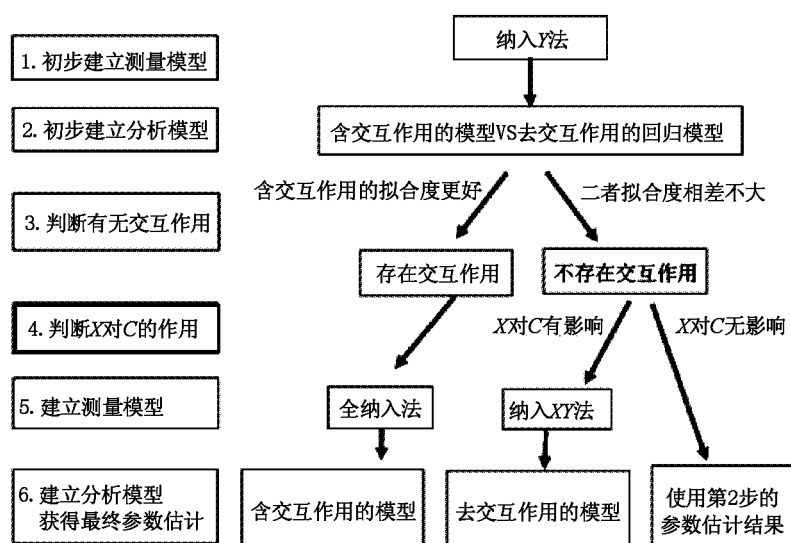 1.初步建立测量模型
2.初步建立分析模型
3.判断有无交互作用
4.判断X对C的作用
5.建立测量模型
6.建立分析模型
获得最终参数估计
纳入Y法
含交互作用的模型VS去交互作用的回归模型
含交互作用的拟合度更好
二者拟合度相差不大
存在交互作用
不存在交互作用
X对C有影响
X对C无影响
全纳入法
纳入XY法
含交互作用的模型
去交互作用的模型
使用第2步的
参数估计结果